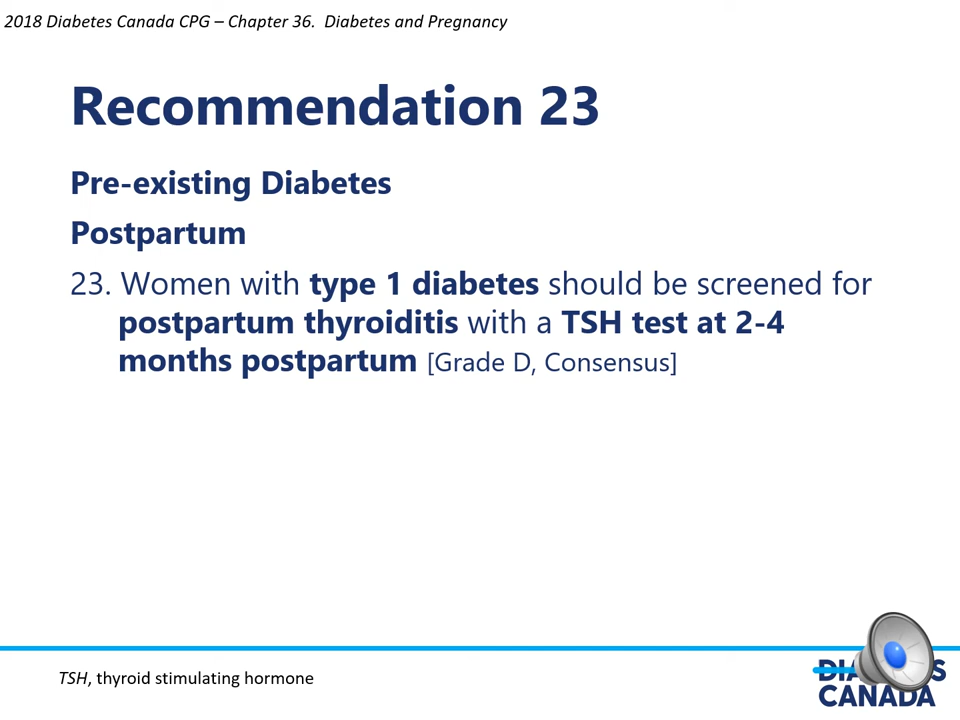 2018 Diabetes Canada CPG – Chapter 36.  Diabetes and Pregnancy
Recommendation 23
Pre-existing Diabetes
Postpartum
23. Women with type 1 diabetes should be screened for
postpartum thyroiditis with a TSH test at 2-4
months postpartum [Grade D, Consensus]
TSH, thyroid stimulating hormone
CANADA